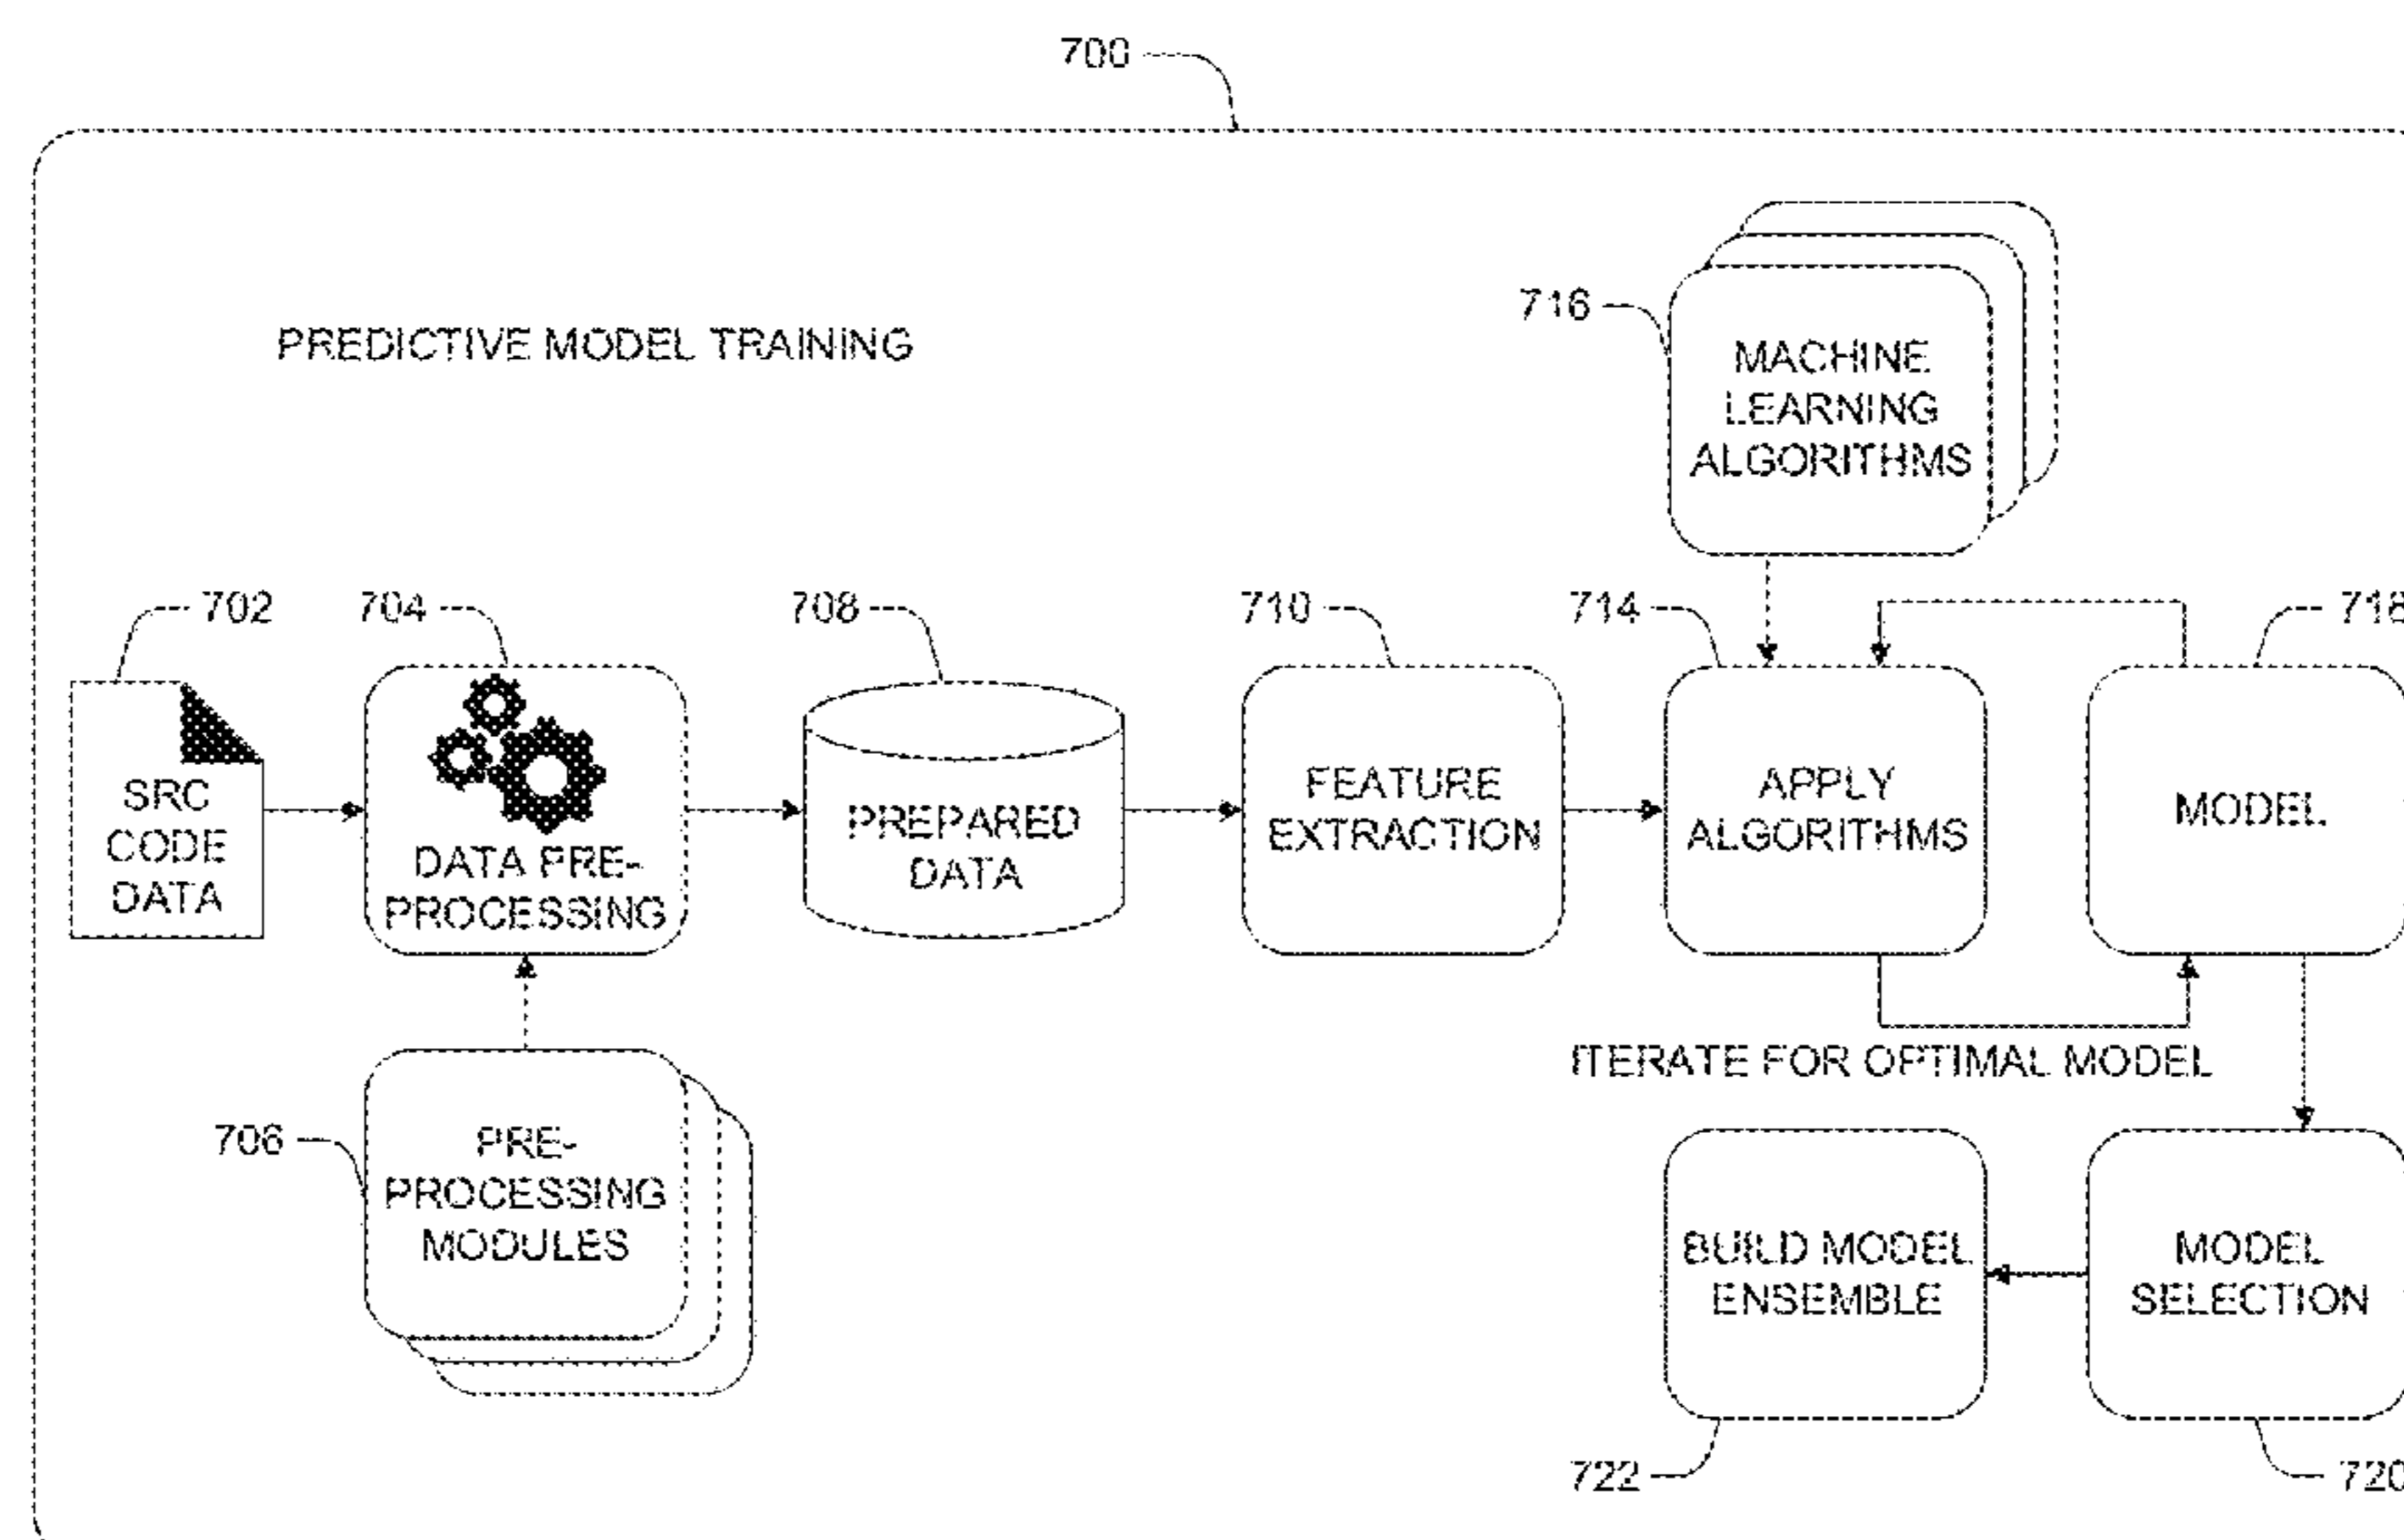 700
PREDICTIVE MODEL TRAINING
716
MACHINE
LEARNING
ALGORITHMS
702
704
708
710
714
718
SRC
CODE
DATA
DATA PRE-
PROCESSING
PREPARED
DATA
FEATURE
EXTRACTION
APPLY
ALGORITHMS
MODEL
ITERATE FOR OPTIMAL MODEL
706
PRE-
PROCESSING
MODULES
BUILD MODEL
ENSEMBLE
MODEL
SELECTION
722
720